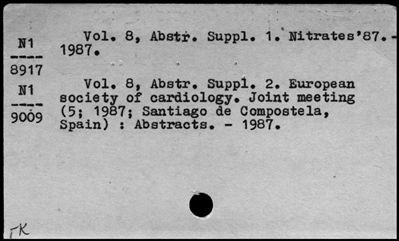 N1 Vol. 8, Abstr. Suppl. 1. Nitrates'87. -
8917 1987.
N1 Vol. 8, Abstr. Suppl. 2. European
9009 society of cardiology. Joint meeting
(5; 1987; Santiago de Compostela,
Spain) : Abstracts. - 1987.
гк